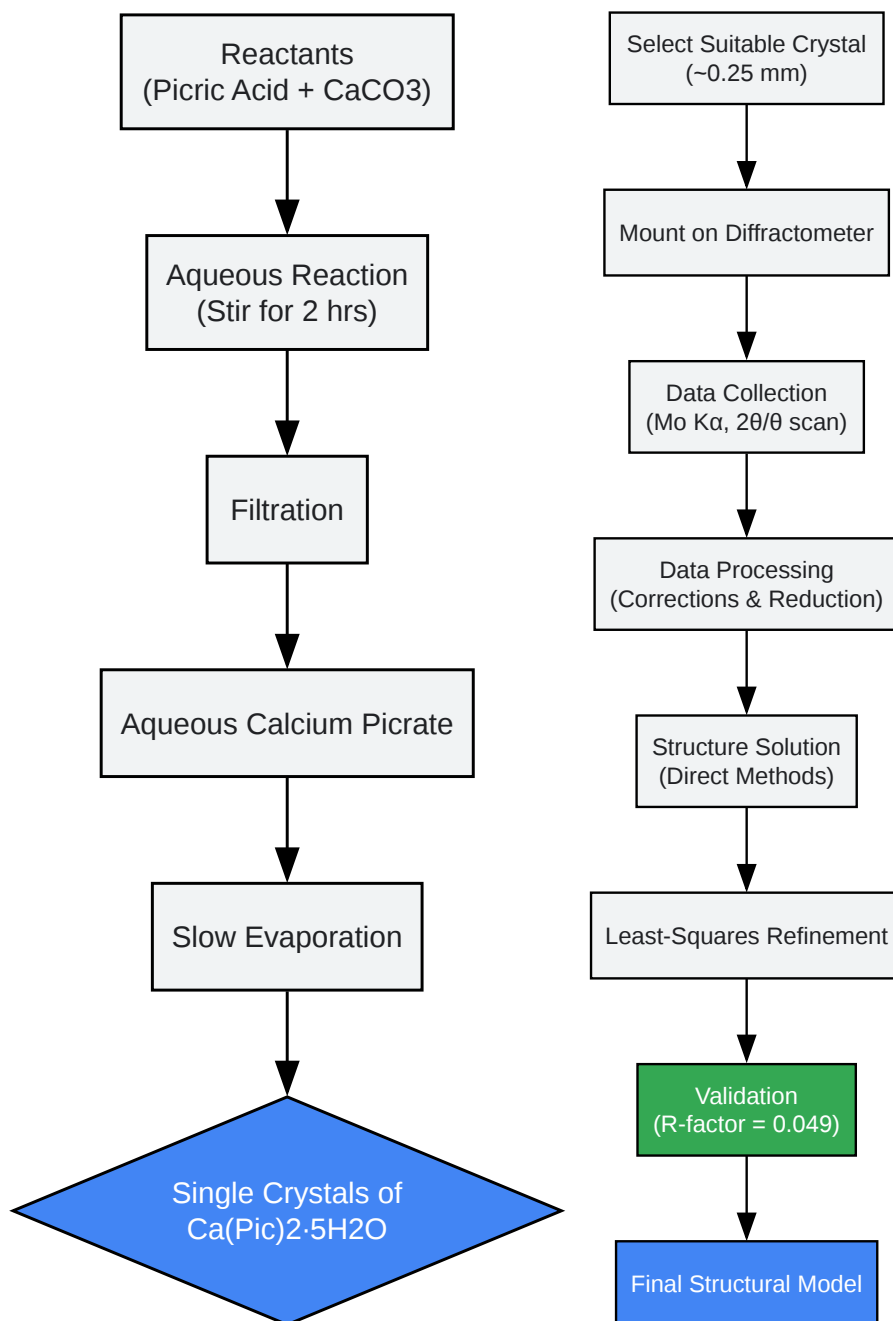 Reactants
(Picric Acid + CaCO3)
Aqueous Reaction
(Stir for 2 hrs)
Filtration
Aqueous Calcium Picrate
Slow Evaporation
Single Crystals of
Ca(Pic)2·5H2O
Select Suitable Crystal
(~0.25 mm)
Mount on Diffractometer
Data Collection
(Mo Kα, 2θ/θ scan)
Data Processing
(Corrections & Reduction)
Structure Solution
(Direct Methods)
Least-Squares Refinement
Validation
(R-factor = 0.049)
Final Structural Model